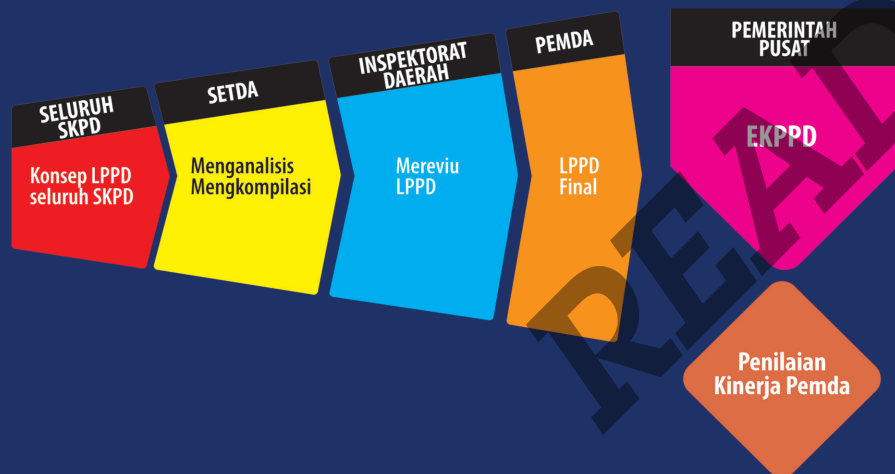 SELURUH
SKPD
Konsep LPPD
seluruh SKPD
SETDA
Menganalisis
Mengkompilasi
INSPEKTORAT
DAERAH
Mereviu
LPPD
PEMDA
LPPD
Final
PEMERINTAH
PUSAT
EKPPD
Penilaian
Kinerja Pemda
READ